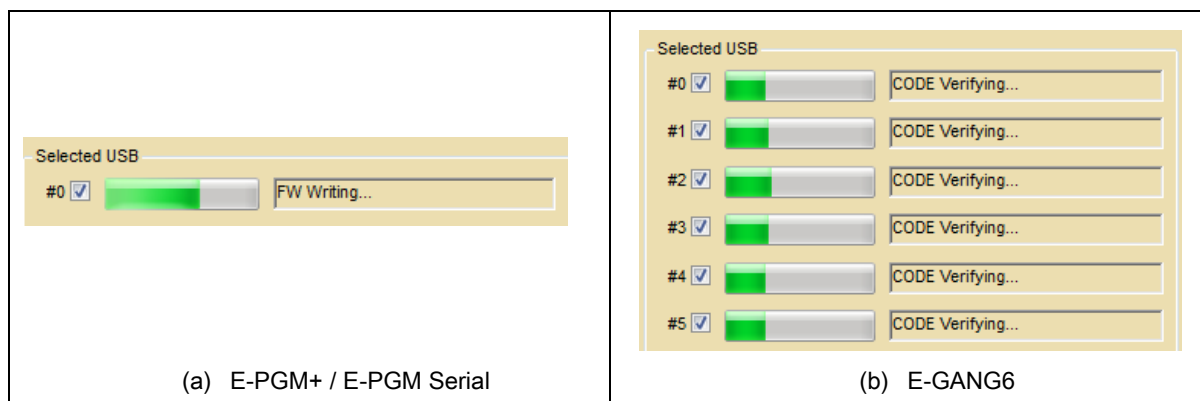 Selected USB
#0 FW Writing...
(a) E-PGM+ / E-PGM Serial
Selected USB
#0 CODE Verifying...
#1 CODE Verifying...
#2 CODE Verifying...
#3 CODE Verifying...
#4 CODE Verifying...
#5 CODE Verifying...
(b) E-GANG6